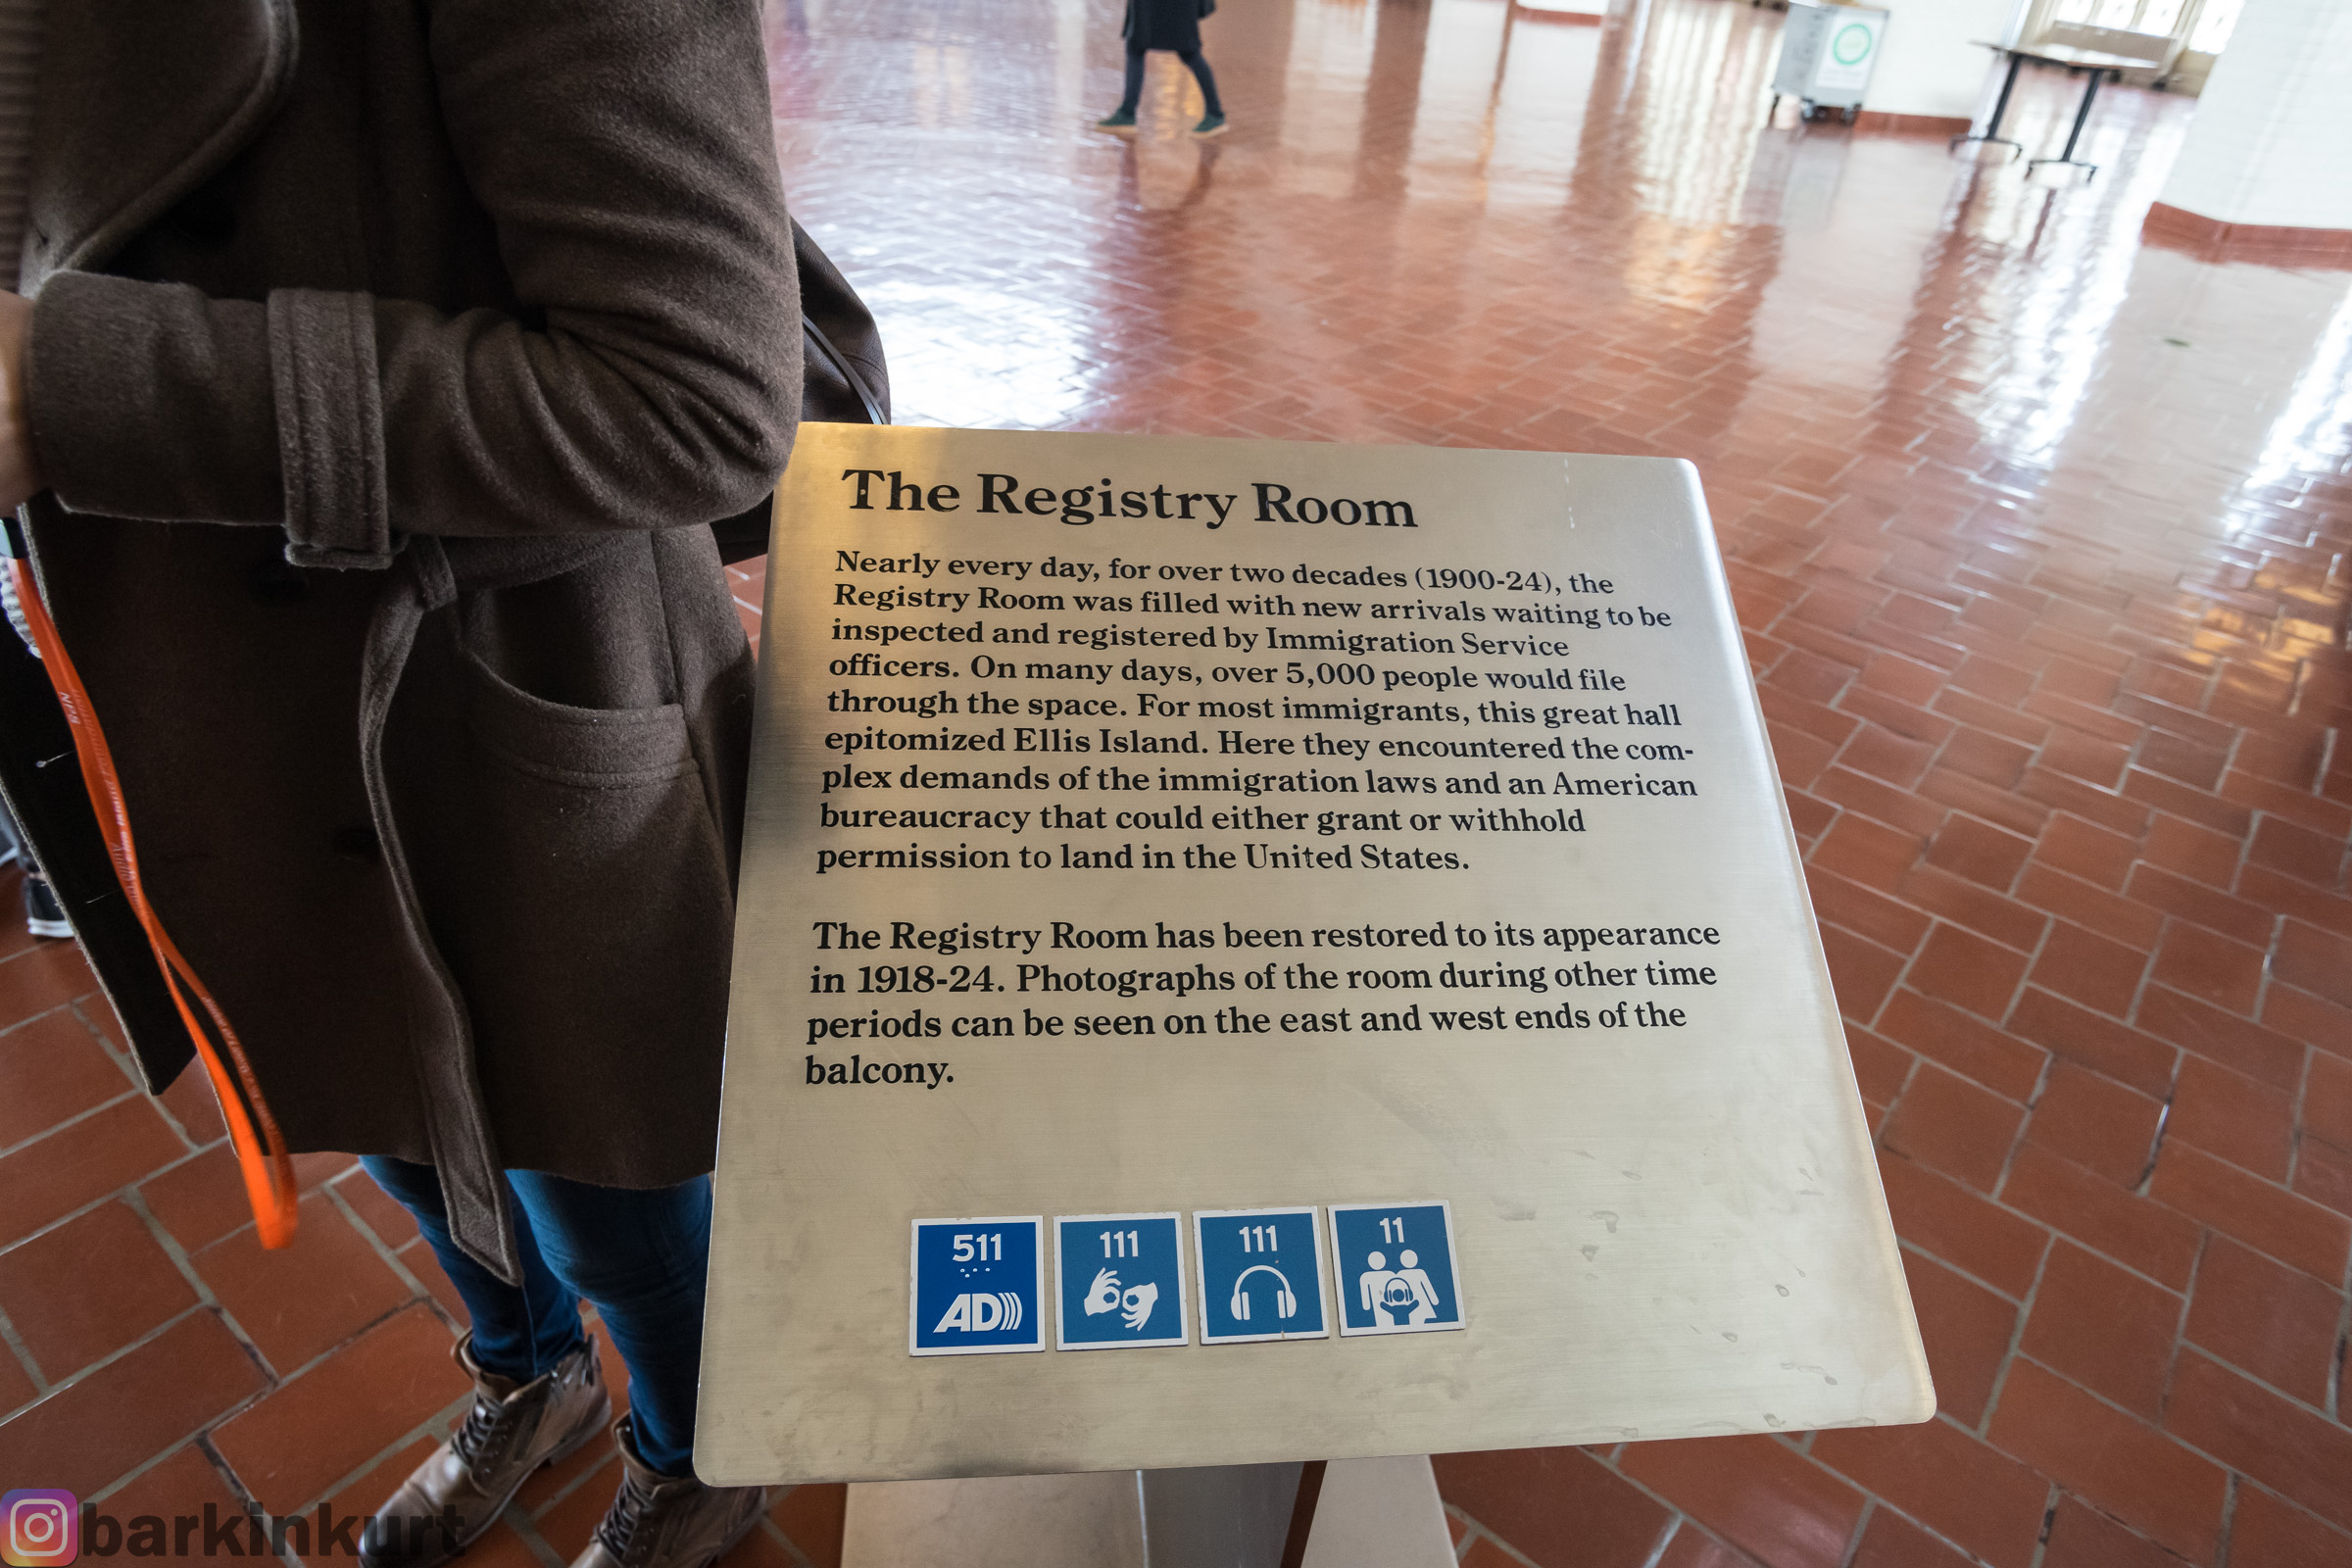 The Registry Room
Nearly every day, for over two decades (1900-24), the
Registry Room was filled with new arrivals waiting to be
inspected and registered by Immigration Service
officers. On many days, over 5,000 people would file
through the space. For most immigrants, this great hall
epitomized Ellis Island. Here they encountered the com-
plex demands of the immigration laws and an American
bureaucracy that could either grant or withhold
permission to land in the United States.
The Registry Room has been restored to its appearance
in 1918-24. Photographs of the room during other time
periods can be seen on the east and west ends of the
balcony.
511 111 111 11
AD
barkinkurt